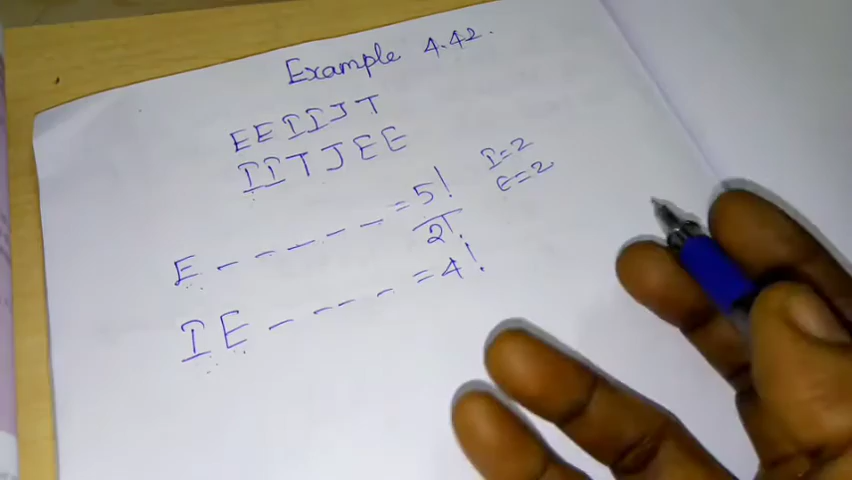 Example 4.42.
EEIIJT
IITJEE
I=2
E=2
E _ _ _ _ _ = 5!/2!
IE _ _ _ _ = 4!